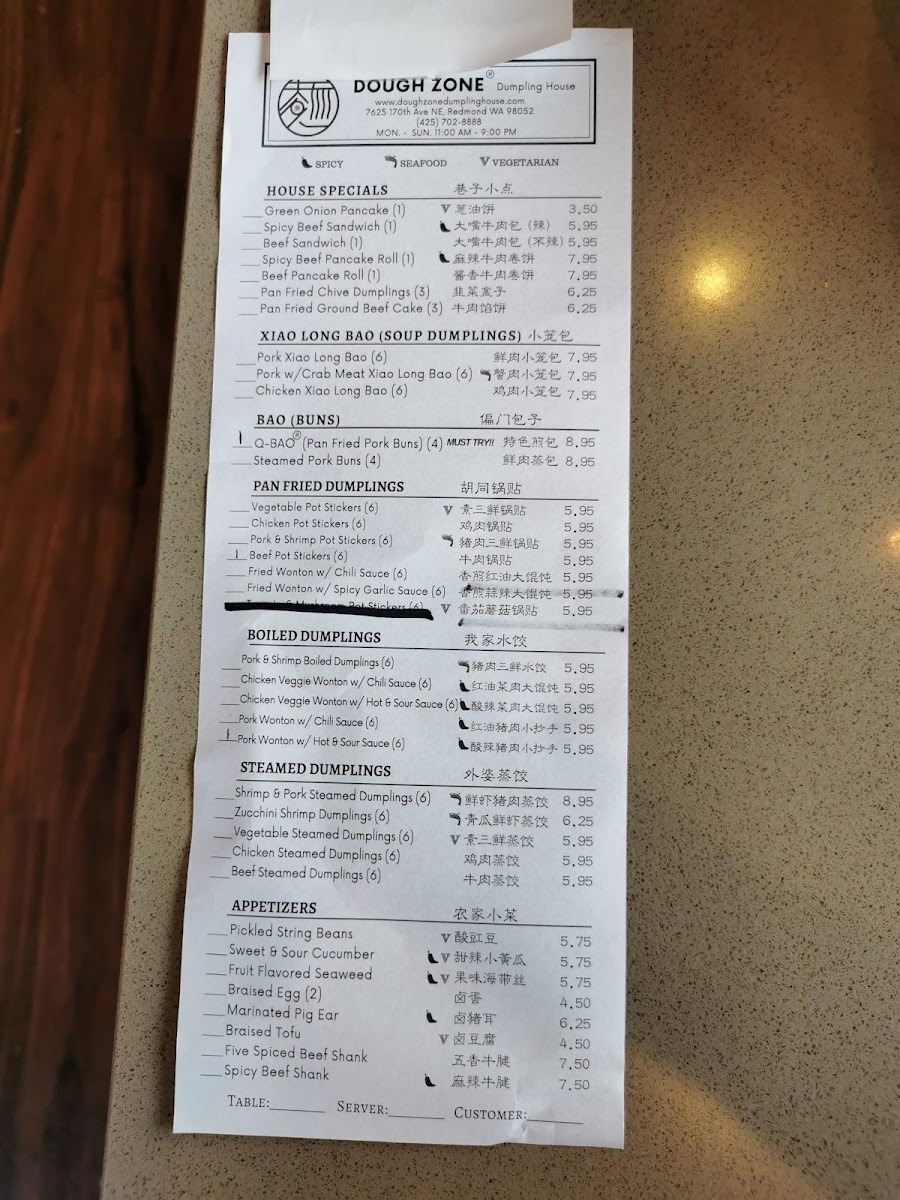 DOUGH ZONE® Dumpling House
www.doughzonedumplinghouse.com
7625 170th Ave NE, Redmond WA 98052
(425) 702-8888
MON. - SUN. 11:00 AM - 9:00 PM
SPICY SEAFOOD V VEGETARIAN
HOUSE SPECIALS 巷子小点
Green Onion Pancake (1) V 葱油饼 3.50
Spicy Beef Sandwich (1) 大嘴牛肉包 (辣) 5.95
Beef Sandwich (1) 大嘴牛肉包 (不辣) 5.95
Spicy Beef Pancake Roll (1) 麻辣牛肉卷饼 7.95
Beef Pancake Roll (1) 酱香牛肉卷饼 7.95
Pan Fried Chive Dumplings (3) 韭菜盒子 6.25
Pan Fried Ground Beef Cake (3) 牛肉馅饼 6.25
XIAO LONG BAO (SOUP DUMPLINGS) 小笼包
Pork Xiao Long Bao (6) 鲜肉小笼包 7.95
Pork w/Crab Meat Xiao Long Bao (6) 蟹肉小笼包 7.95
Chicken Xiao Long Bao (6) 鸡肉小笼包 7.95
BAO (BUNS) 偏门包子
Q-BAO® (Pan Fried Pork Buns) (4) MUST TRY!! 特色煎包 8.95
Steamed Pork Buns (4) 鲜肉蒸包 8.95
PAN FRIED DUMPLINGS 胡同锅贴
Vegetable Pot Stickers (6) V 素三鲜锅贴 5.95
Chicken Pot Stickers (6) 鸡肉锅贴 5.95
Pork & Shrimp Pot Stickers (6) 猪肉三鲜锅贴 5.95
Beef Pot Stickers (6) 牛肉锅贴 5.95
Fried Wonton w/ Chili Sauce (6) 香煎红油大馄饨 5.95
Fried Wonton w/ Spicy Garlic Sauce (6) 香煎蒜辣大馄饨 5.95
Mushroom Pot Stickers (6) V 番茄蘑菇锅贴 5.95
BOILED DUMPLINGS 我家水饺
Pork & Shrimp Boiled Dumplings (6) 猪肉三鲜水饺 5.95
Chicken Veggie Wonton w/ Chili Sauce (6) 红油菜肉大馄饨 5.95
Chicken Veggie Wonton w/ Hot & Sour Sauce (6) 酸辣菜肉大馄饨 5.95
Pork Wonton w/ Chili Sauce (6) 红油猪肉小抄手 5.95
Pork Wonton w/ Hot & Sour Sauce (6) 酸辣猪肉小抄手 5.95
STEAMED DUMPLINGS 外婆蒸饺
Shrimp & Pork Steamed Dumplings (6) 鲜虾猪肉蒸饺 8.95
Zucchini Shrimp Dumplings (6) 青瓜鲜虾蒸饺 6.25
Vegetable Steamed Dumplings (6) V 素三鲜蒸饺 5.95
Chicken Steamed Dumplings (6) 鸡肉蒸饺 5.95
Beef Steamed Dumplings (6) 牛肉蒸饺 5.95
APPETIZERS 农家小菜
Pickled String Beans V 酸豇豆 5.75
Sweet & Sour Cucumber V 甜辣小黄瓜 5.75
Fruit Flavored Seaweed V 果味海带丝 5.75
Braised Egg (2) 卤蛋 4.50
Marinated Pig Ear 卤猪耳 6.25
Braised Tofu V 卤豆腐 4.50
Five Spiced Beef Shank 五香牛腱 7.50
Spicy Beef Shank 麻辣牛腱 7.50
TABLE:______ SERVER:______ CUSTOMER:______